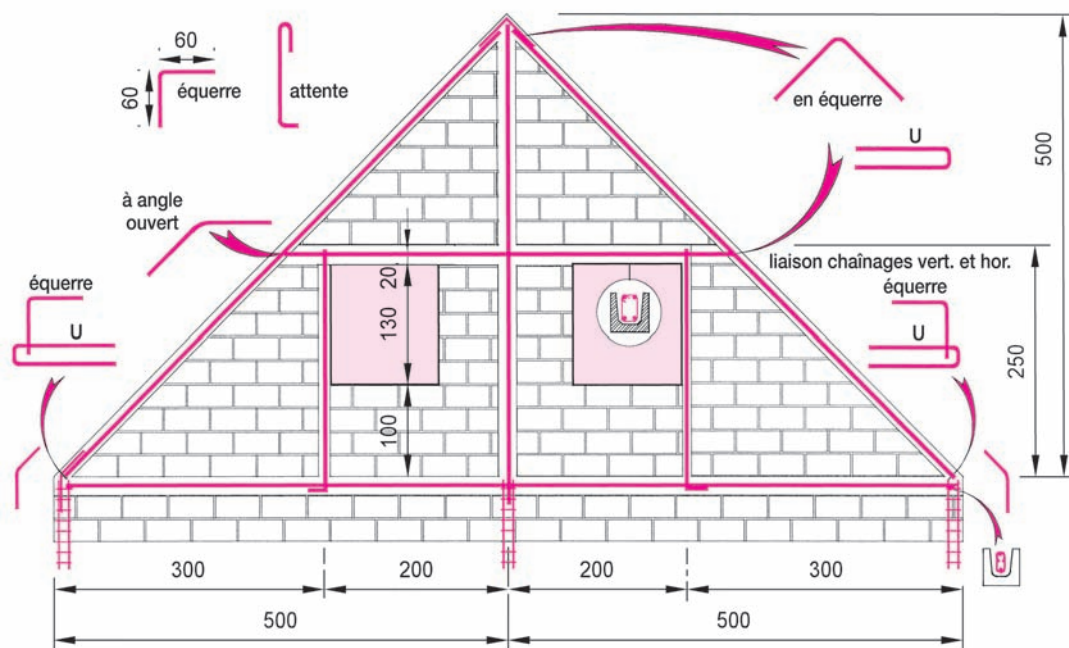 60
60
équerre
attente
en équerre
U
500
à angle
ouvert
liaison chaînages vert. et hor.
équerre
U
20
130
100
équerre
U
250
300
200
200
300
500
500